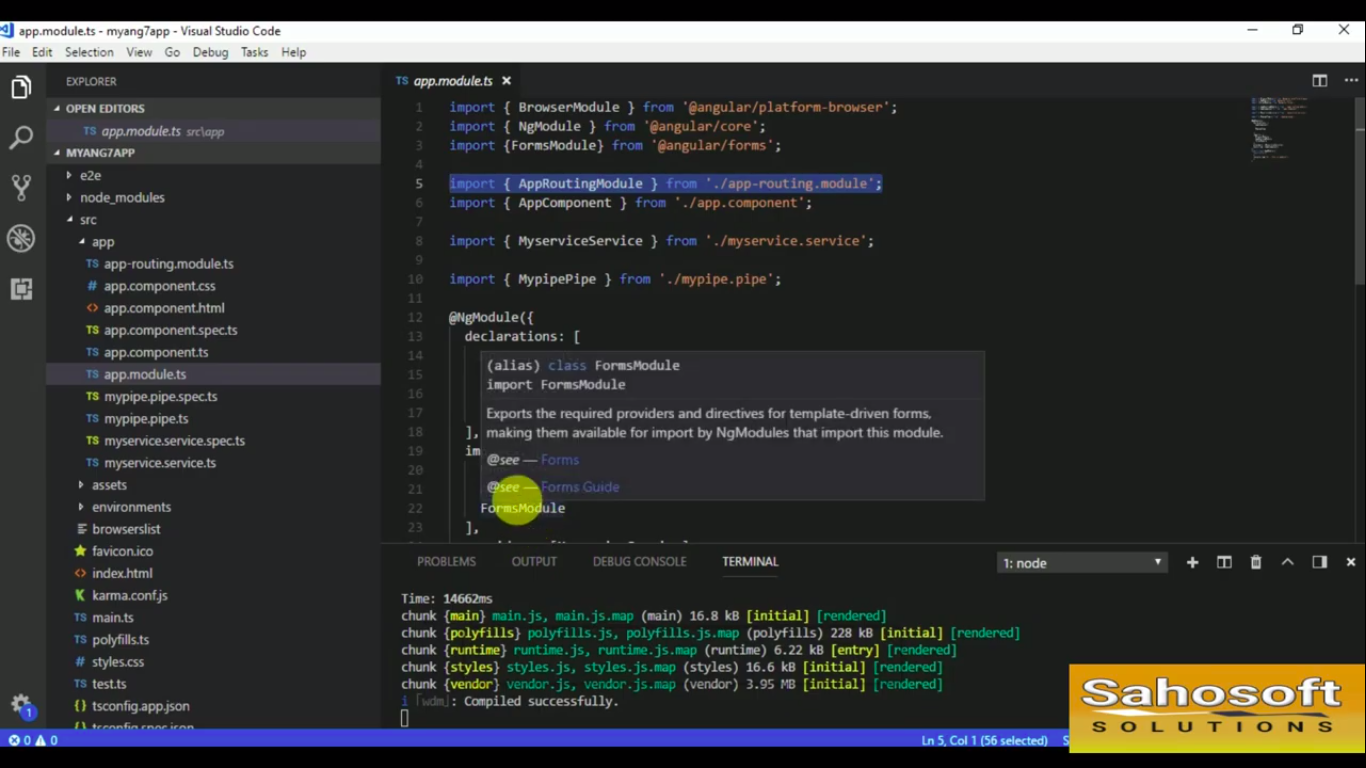 app.module.ts - myang7app - Visual Studio Code
File Edit Selection View Go Debug Tasks Help
EXPLORER
OPEN EDITORS
TS app.module.ts src\app
MYANG7APP
e2e
node_modules
src
app
TS app-routing.module.ts
# app.component.css
<> app.component.html
TS app.component.spec.ts
TS app.component.ts
TS app.module.ts
TS mypipe.pipe.spec.ts
TS mypipe.pipe.ts
TS myservice.service.spec.ts
TS myservice.service.ts
assets
environments
browserslist
favicon.ico
<> index.html
K karma.conf.js
TS main.ts
TS polyfills.ts
# styles.css
TS test.ts
{} tsconfig.app.json
{} tsconfig.spec.json
1
TS app.module.ts
1 import { BrowserModule } from '@angular/platform-browser';
2 import { NgModule } from '@angular/core';
3 import {FormsModule} from '@angular/forms';
4
5 import { AppRoutingModule } from './app-routing.module';
6 import { AppComponent } from './app.component';
7
8 import { MyserviceService } from './myservice.service';
9
10 import { MypipePipe } from './mypipe.pipe';
11
12 @NgModule({
13 declarations: [
14
15
16
17
18 ],
19 im
20
21
22 FormsModule
23 ],
(alias) class FormsModule
import FormsModule
Exports the required providers and directives for template-driven forms,
making them available for import by NgModules that import this module.
@see — Forms
@see — Forms Guide
PROBLEMS OUTPUT DEBUG CONSOLE TERMINAL 1: node
Time: 14662ms
chunk {main} main.js, main.js.map (main) 16.8 kB [initial] [rendered]
chunk {polyfills} polyfills.js, polyfills.js.map (polyfills) 228 kB [initial] [rendered]
chunk {runtime} runtime.js, runtime.js.map (runtime) 6.22 kB [entry] [rendered]
chunk {styles} styles.js, styles.js.map (styles) 16.6 kB [initial] [rendered]
chunk {vendor} vendor.js, vendor.js.map (vendor) 3.95 MB [initial] [rendered]
i ｢wdm｣: Compiled successfully.
0 0
Ln 5, Col 1 (56 selected)
Sahosoft
SOLUTIONS